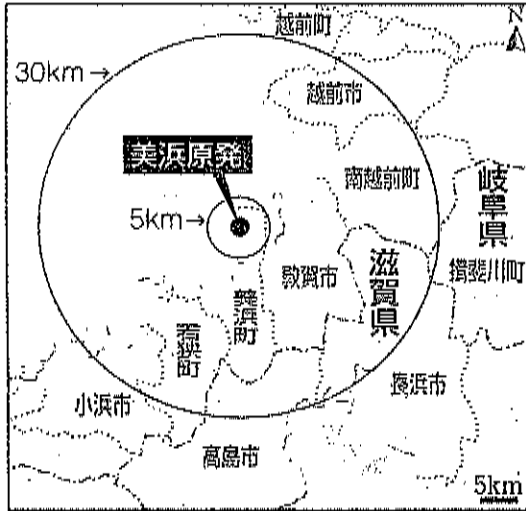 N
越前町
30km→
越前市
美浜原発
南越前町
岐阜県
5km→
揖斐川町
敦賀市
滋賀県
美浜町
若狭町
長浜市
小浜市
高島市
5km